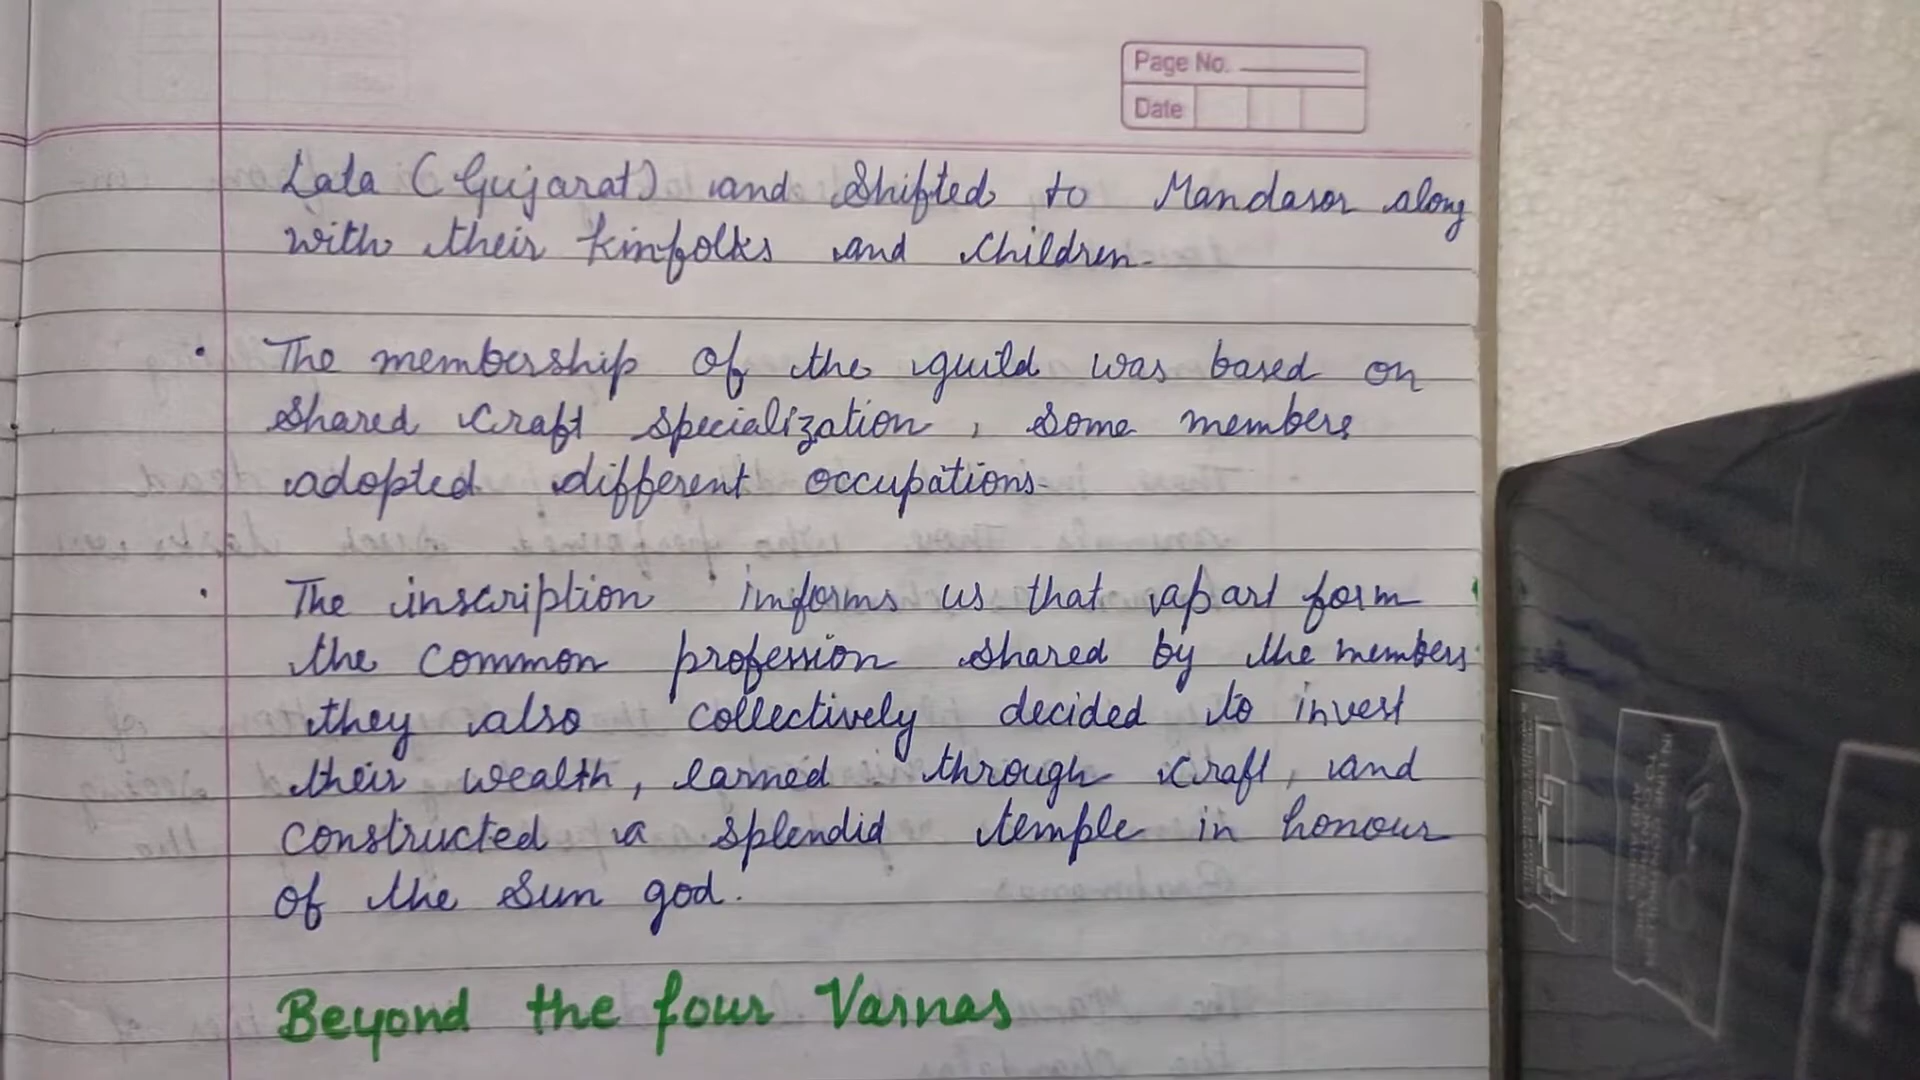 Page No.
Date
Lata (Gujarat) and shifted to Mandasor along
with their kinfolks and children.
• The membership of the guild was based on
shared craft specialization, some members
adopted different occupations.
• The inscription informs us that apart form
the common profession shared by the members
they also collectively decided to invest
their wealth, earned through craft, and
constructed a splendid temple in honour
of the Sun god.
Beyond the four Varnas